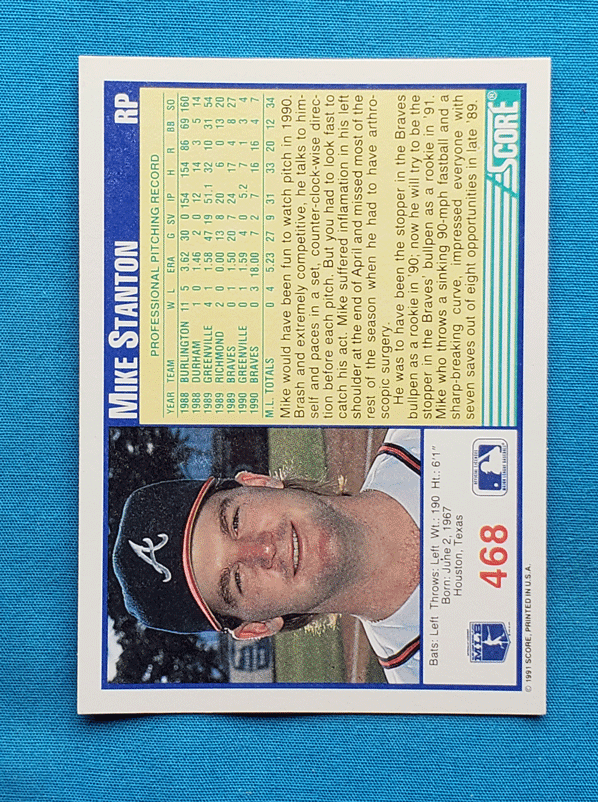 MIKE STANTON RP
PROFESSIONAL PITCHING RECORD
YEAR TEAM W L ERA G SV IP H R BB SO
1988 BURLINGTON 11 5 3.62 30 0 154 154 86 69 160
1988 DURHAM 1 0 1.46 2 0 12 14 3 5 14
1989 GREENVILLE 4 1 1.58 47 19 51.1 32 10 31 54
1989 RICHMOND 2 0 0.00 13 8 20 6 0 13 20
1989 BRAVES 0 1 1.50 20 7 24 17 4 8 27
1990 GREENVILLE 0 1 1.59 4 0 5.2 7 1 3 4
1990 BRAVES 0 3 18.00 7 2 7 16 16 4 7
M.L. TOTALS 0 4 5.23 27 9 31 33 20 12 34
Mike would have been fun to watch pitch in 1990.
Brash and extremely competitive, he talks to him-
self and paces in a set, counter-clock-wise direc-
tion before each pitch. But you had to look fast to
catch his act. Mike suffered inflamation in his left
shoulder at the end of April and missed most of the
rest of the season when he had to have arthro-
scopic surgery.
He was to have been the stopper in the Braves
bullpen as a rookie in '90; now he will try to be the
stopper in the Braves' bullpen as a rookie in '91.
Mike who throws a sinking 90-mph fastball and a
sharp-breaking curve, impressed everyone with
seven saves out of eight opportunities in late '89.
SCORE®
A
Bats: Left Throws: Left Wt.: 190 Ht.: 6'1"
Born: June 2, 1967
Houston, Texas
MLB
468
© 1991 SCORE, PRINTED IN U.S.A.